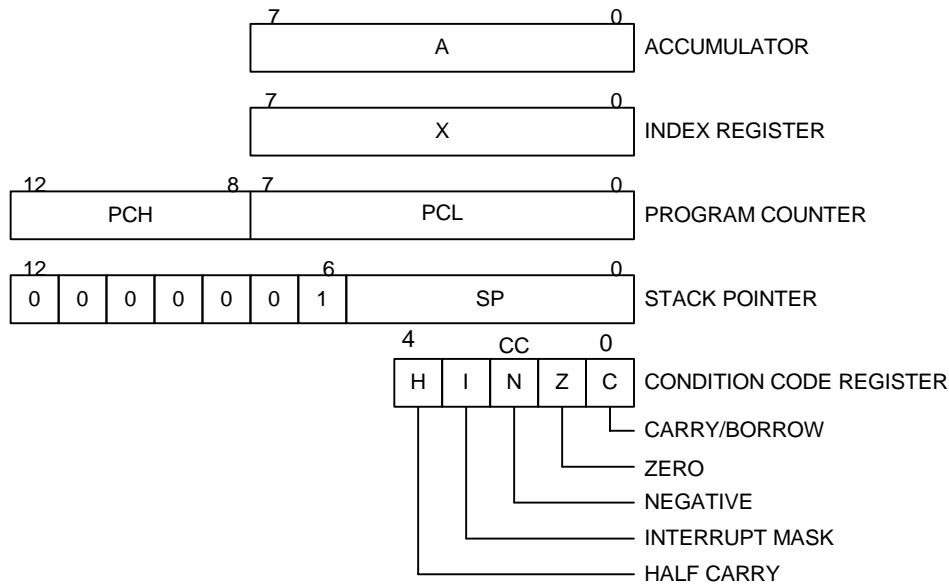 7 0
A ACCUMULATOR
7 0
X INDEX REGISTER
12 8 7 0
PCH PCL PROGRAM COUNTER
12 6 0
0 0 0 0 0 0 1 SP STACK POINTER
4 CC 0
H I N Z C CONDITION CODE REGISTER
CARRY/BORROW
ZERO
NEGATIVE
INTERRUPT MASK
HALF CARRY